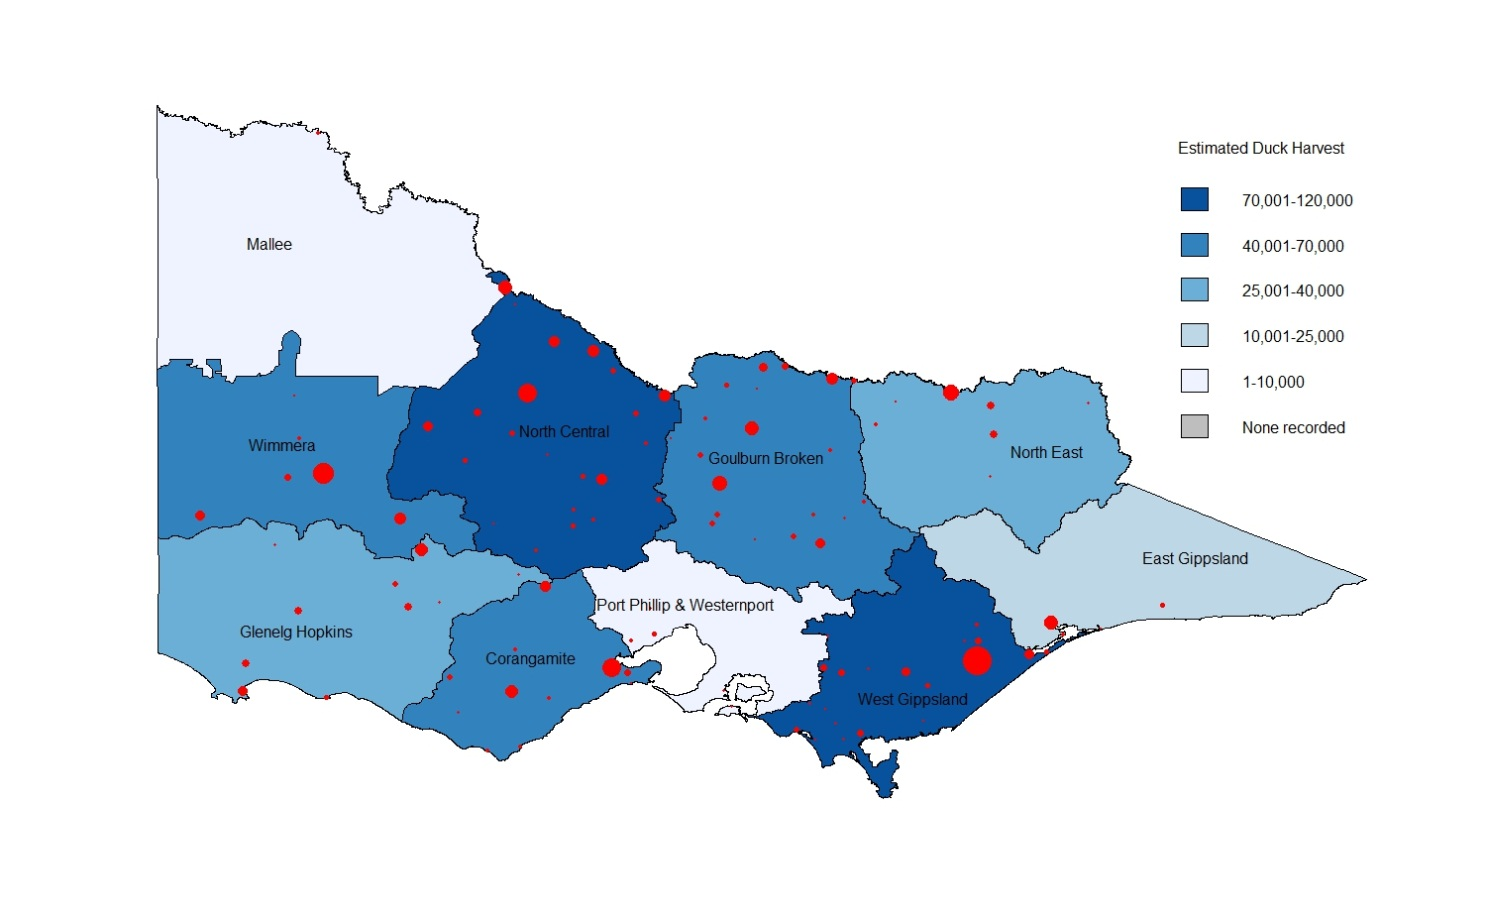 Estimated Duck Harvest
70,001-120,000
40,001-70,000
25,001-40,000
10,001-25,000
1-10,000
None recorded
Mallee
Wimmera
North Central
Goulburn Broken
North East
East Gippsland
Port Phillip & Westernport
Glenelg Hopkins
Corangamite
West Gippsland